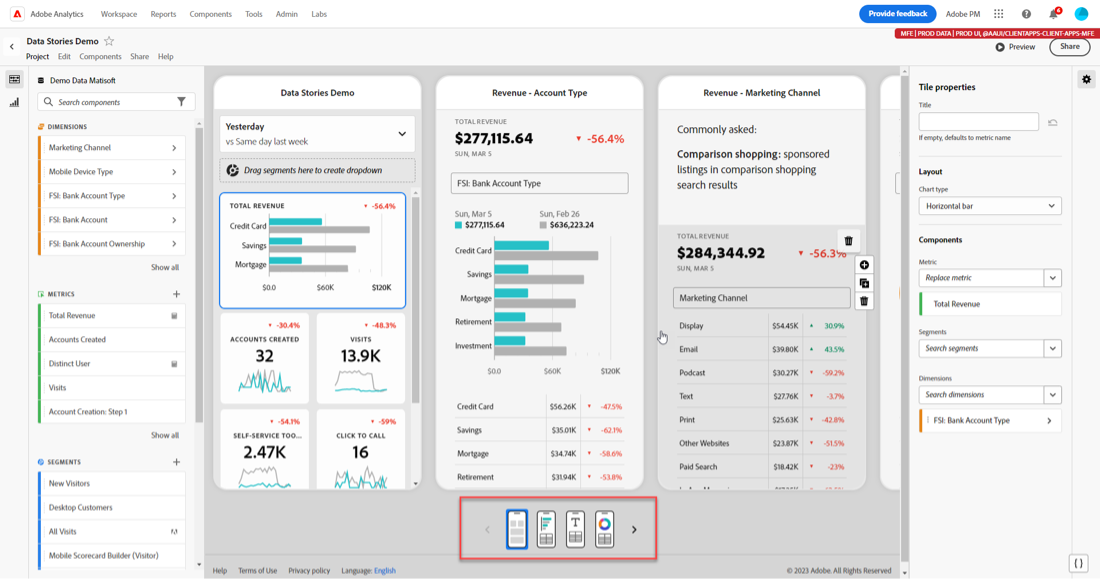 Adobe Analytics Workspace Reports Components Tools Admin Labs Provide feedback Adobe PM 4
MFE | PROD DATA | PROD UI, @AAUI/CLIENTAPPS-CLIENT-APPS-MFE
Data Stories Demo
Project Edit Components Share Help
Preview Share
Demo Data Matisoft
Search components
DIMENSIONS
Marketing Channel
Mobile Device Type
FSI: Bank Account Type
FSI: Bank Account
FSI: Bank Account Ownership
Show all
METRICS
Total Revenue
Accounts Created
Distinct User
Visits
Account Creation: Step 1
Show all
SEGMENTS
New Visitors
Desktop Customers
All Visits
Mobile Scorecard Builder (Visitor)
Data Stories Demo
Yesterday
vs Same day last week
Drag segments here to create dropdown
TOTAL REVENUE -56.4%
Credit Card
Savings
Mortgage
$0.0 $60K $120K
-30.4%
ACCOUNTS CREATED
32
-48.3%
VISITS
13.9K
-54.1%
SELF-SERVICE TOO...
2.47K
-59%
CLICK TO CALL
16
Revenue - Account Type
TOTAL REVENUE
$277,115.64 -56.4%
SUN, MAR 5
FSI: Bank Account Type
Sun, Mar 5 Sun, Feb 26
$277,115.64 $636,223.24
Credit Card
Savings
Mortgage
Retirement
Investment
$0.0 $60K $120K
Credit Card $56.26K -47.5%
Savings $35.01K -62.1%
Mortgage $34.74K -58.6%
Retirement $31.94K -53.8%
Revenue - Marketing Channel
Commonly asked:
Comparison shopping: sponsored
listings in comparison shopping
search results
TOTAL REVENUE
$284,344.92 -56.3%
SUN, MAR 5
Marketing Channel
Display $54.45K 30.9%
Email $39.80K 43.5%
Podcast $30.27K -59.2%
Text $27.76K -3.7%
Print $25.63K -42.8%
Other Websites $23.87K -51.5%
Paid Search $18.42K -23%
Tile properties
Title
If empty, defaults to metric name
Layout
Chart type
Horizontal bar
Components
Metric
Replace metric
Total Revenue
Segments
Search segments
Dimensions
Search dimensions
FSI: Bank Account Type
T
Help Terms of Use Privacy policy Language: English © 2023 Adobe. All Rights Reserved
{ }